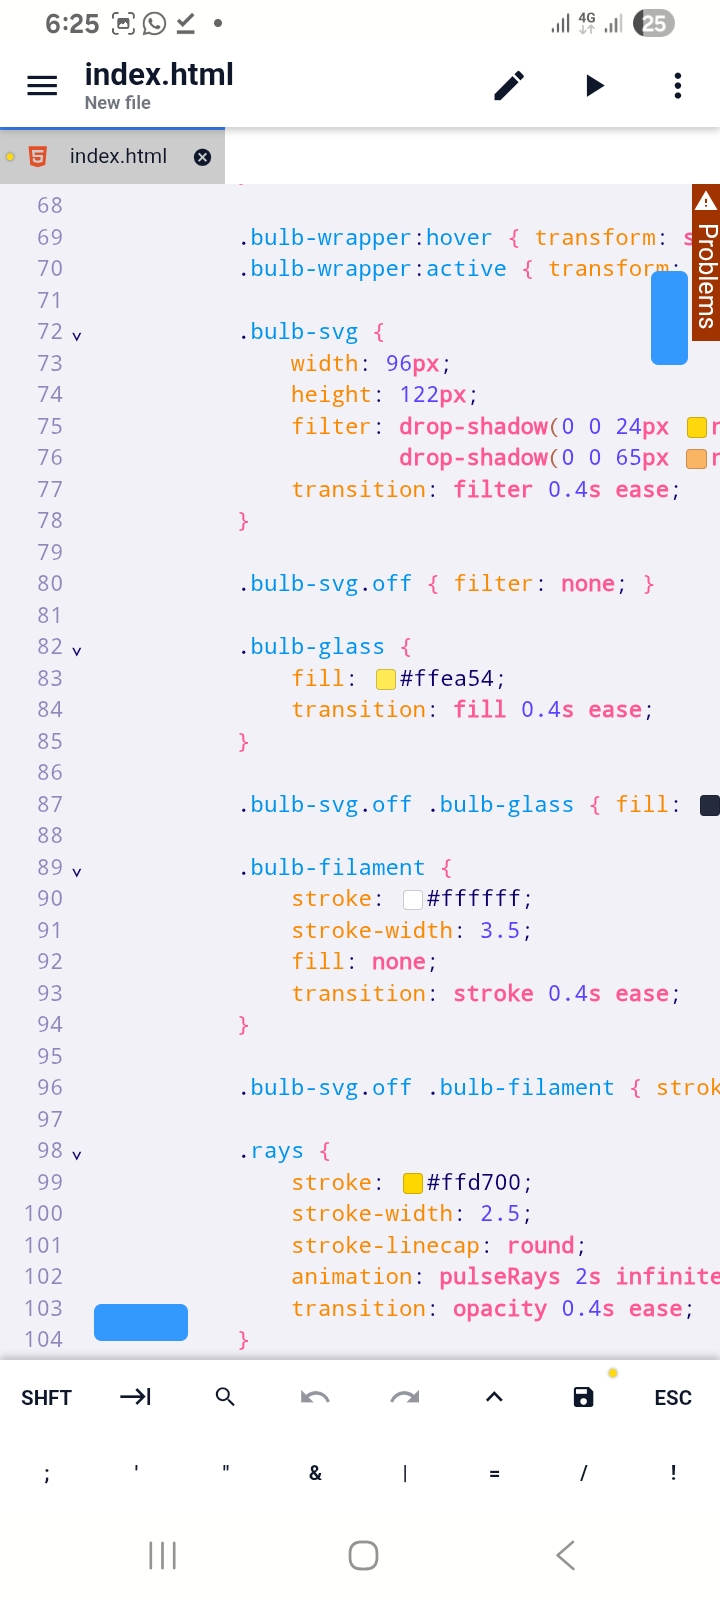 6:25
4G
25
index.html
New file
index.html
Problems
68
69 .bulb-wrapper:hover { transform: s
70 .bulb-wrapper:active { transform:
71
72 .bulb-svg {
73 width: 96px;
74 height: 122px;
75 filter: drop-shadow(0 0 24px r
76 drop-shadow(0 0 65px r
77 transition: filter 0.4s ease;
78 }
79
80 .bulb-svg.off { filter: none; }
81
82 .bulb-glass {
83 fill: #ffea54;
84 transition: fill 0.4s ease;
85 }
86
87 .bulb-svg.off .bulb-glass { fill:
88
89 .bulb-filament {
90 stroke: #ffffff;
91 stroke-width: 3.5;
92 fill: none;
93 transition: stroke 0.4s ease;
94 }
95
96 .bulb-svg.off .bulb-filament { strok
97
98 .rays {
99 stroke: #ffd700;
100 stroke-width: 2.5;
101 stroke-linecap: round;
102 animation: pulseRays 2s infinite
103 transition: opacity 0.4s ease;
104 }
SHFT ESC
; ' " & | = / !